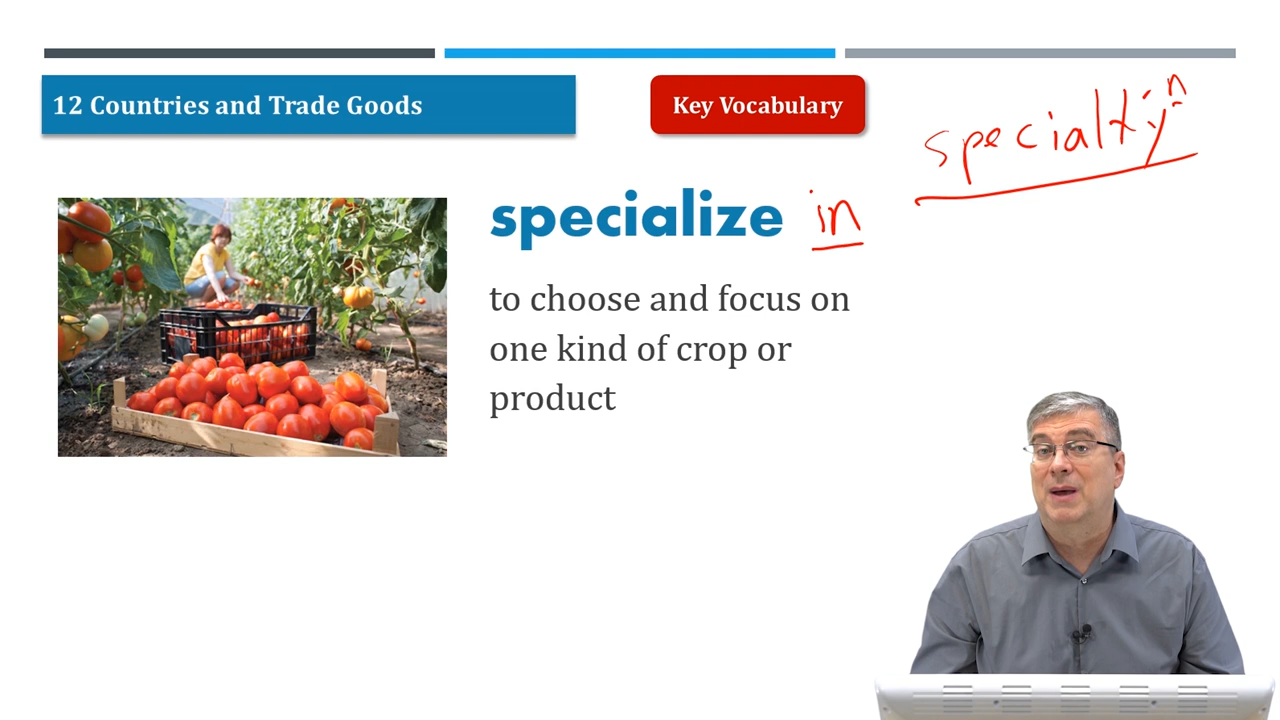 12 Countries and Trade Goods
Key Vocabulary
specialty n
specialize in
to choose and focus on
one kind of crop or
product